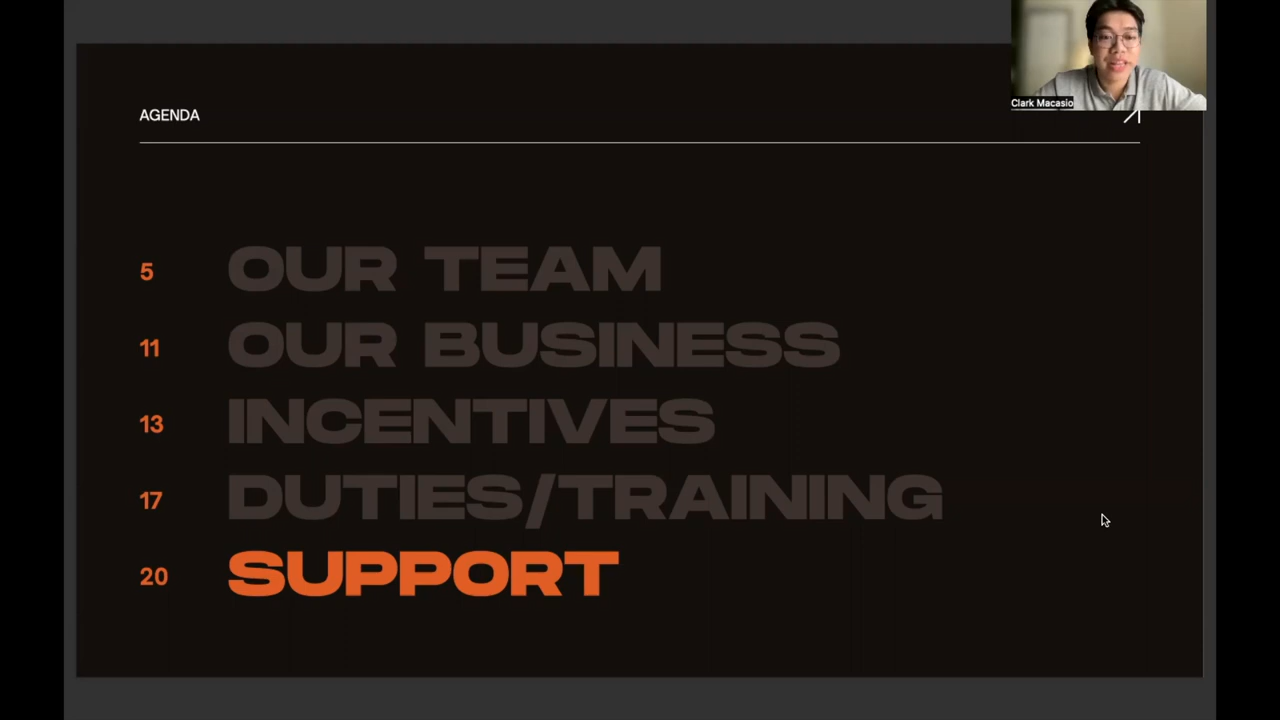 AGENDA
Clark Macasio
5 OUR TEAM
11 OUR BUSINESS
13 INCENTIVES
17 DUTIES/TRAINING
20 SUPPORT